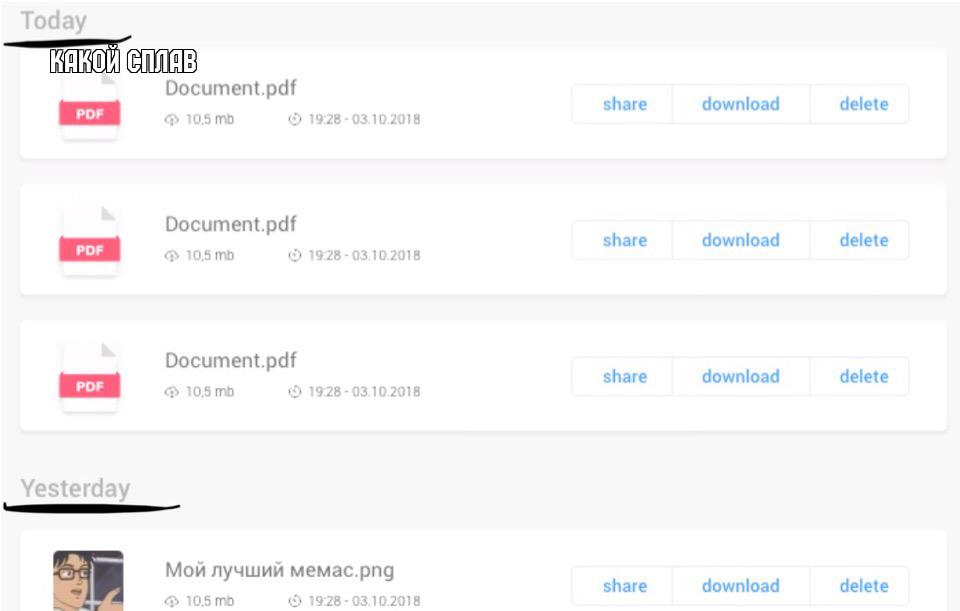 Today
КАКОЙ СПЛАВ
Document.pdf
PDF
10,5 mb 19:28 - 03.10.2018
share download delete
Document.pdf
PDF
10,5 mb 19:28 - 03.10.2018
share download delete
Document.pdf
PDF
10,5 mb 19:28 - 03.10.2018
share download delete
Yesterday
Мой лучший мемас.png
10,5 mb 19:28 - 03.10.2018
share download delete